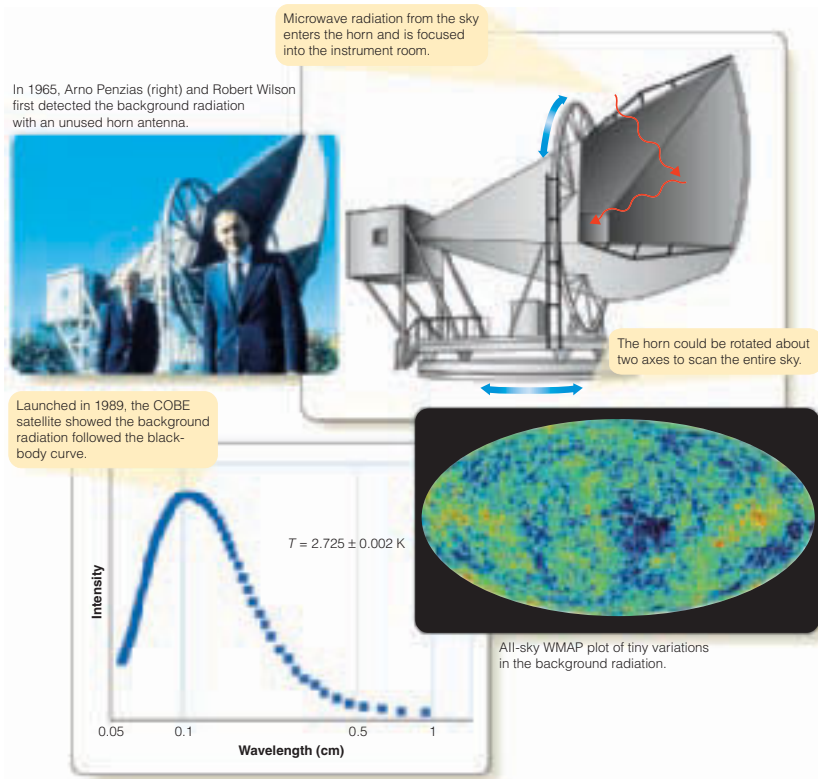 Microwave radiation from the sky
enters the horn and is focused
into the instrument room.
In 1965, Arno Penzias (right) and Robert Wilson
first detected the background radiation
with an unused horn antenna.
The horn could be rotated about
two axes to scan the entire sky.
Launched in 1989, the COBE
satellite showed the background
radiation followed the black-
body curve.
T = 2.725 ± 0.002 K
Intensity
0.05 0.1 0.5 1
Wavelength (cm)
All-sky WMAP plot of tiny variations
in the background radiation.